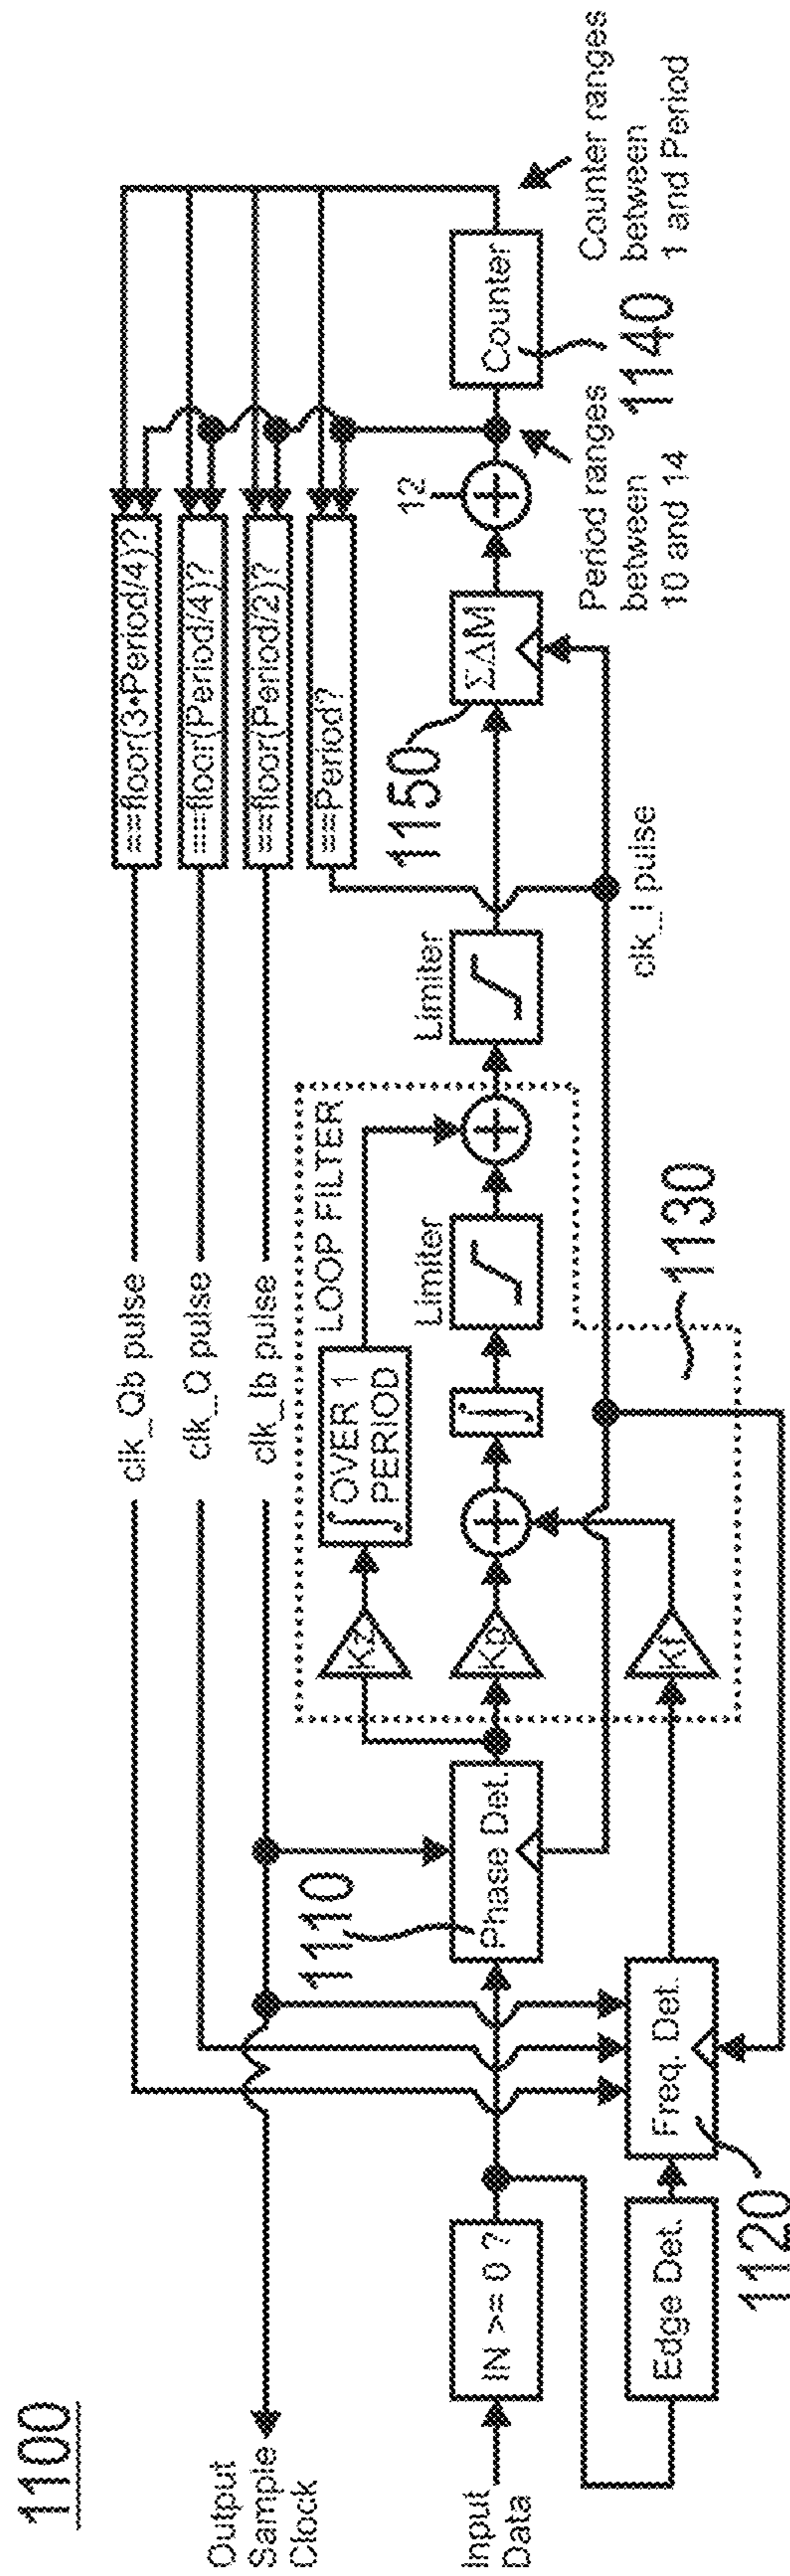 1100
Output
Sample
Clock
clk_Qb pulse
clk_Q pulse
clk_Ib pulse
==floor(3*Period/4)?
==floor(Period/4)?
==floor(Period/2)?
==Period?
Input
Data
IN >= 0 ?
Edge Det.
1120
Freq. Det.
1110
Phase Det.
Kz
Kp
Kf
∫ OVER 1
PERIOD
LOOP FILTER
∫
Limiter
1130
Limiter
clk_I pulse
1150
ΣΔM
12
Period ranges
between
10 and 14
Counter
1140
Counter ranges
between
1 and Period